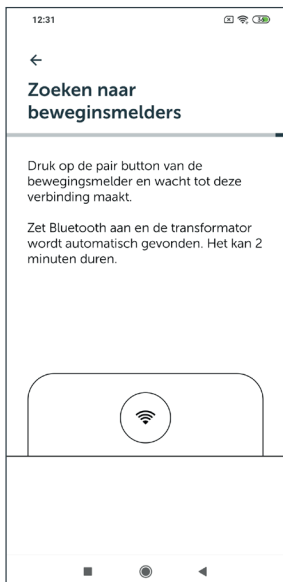 12:31
Zoeken naar
beweginsmelders
Druk op de pair button van de
bewegingsmelder en wacht tot deze
verbinding maakt.
Zet Bluetooth aan en de transformator
wordt automatisch gevonden. Het kan 2
minuten duren.